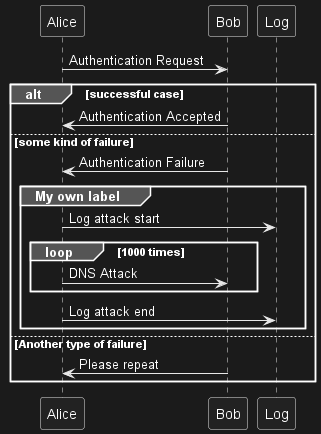 Alice Bob Log
Authentication Request
alt [successful case]
Authentication Accepted
[some kind of failure]
Authentication Failure
My own label
Log attack start
loop [1000 times]
DNS Attack
Log attack end
[Another type of failure]
Please repeat
Alice Bob Log